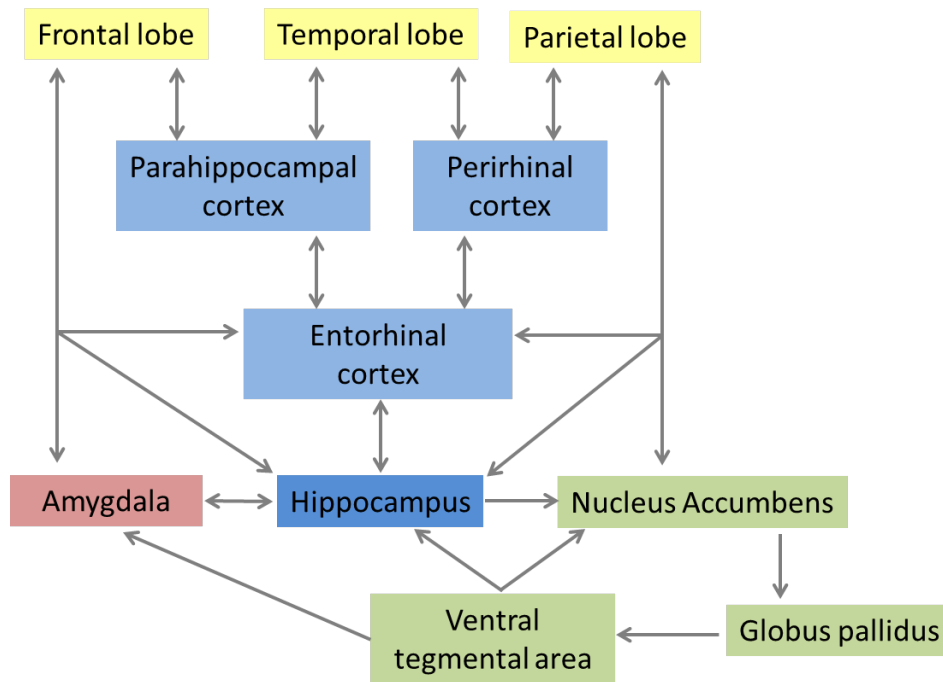 Frontal lobe
Temporal lobe
Parietal lobe
Parahippocampal
cortex
Perirhinal
cortex
Entorhinal
cortex
Amygdala
Hippocampus
Nucleus Accumbens
Ventral
tegmental area
Globus pallidus